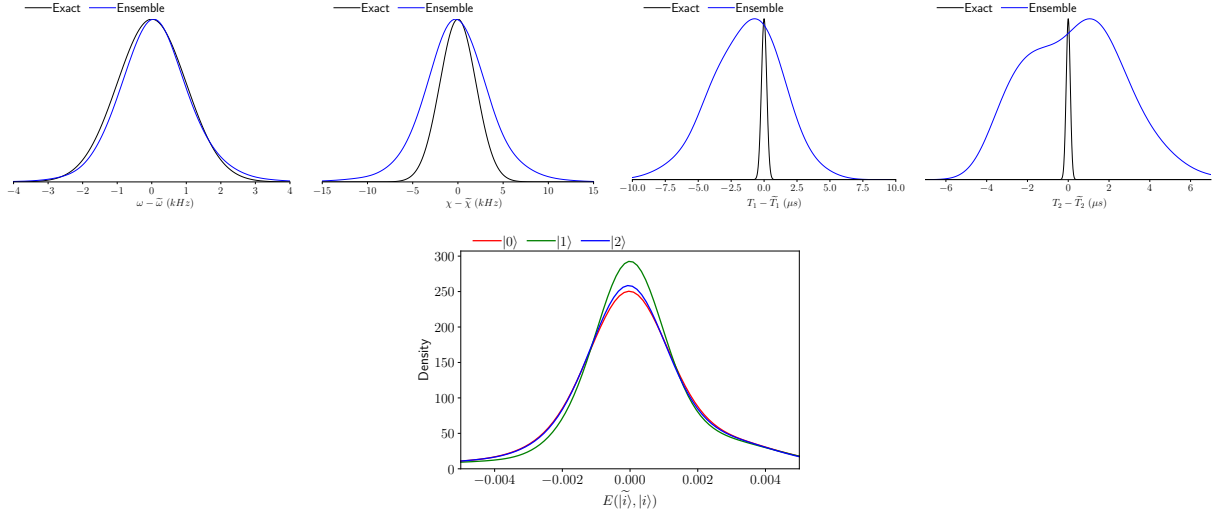 Exact Ensemble
−4 −3 −2 −1 0 1 2 3 4
ω − ω̃ (kHz)
Exact Ensemble
−15 −10 −5 0 5 10 15
χ − χ̃ (kHz)
Exact Ensemble
−10.0 −7.5 −5.0 −2.5 0.0 2.5 5.0 7.5 10.0
T₁ − T̃₁ (μs)
Exact Ensemble
−6 −4 −2 0 2 4 6
T₂ − T̃₂ (μs)
|0⟩ |1⟩ |2⟩
300
250
200
150
100
50
0
Density
−0.004 −0.002 0.000 0.002 0.004
E(|ĩ⟩, |i⟩)